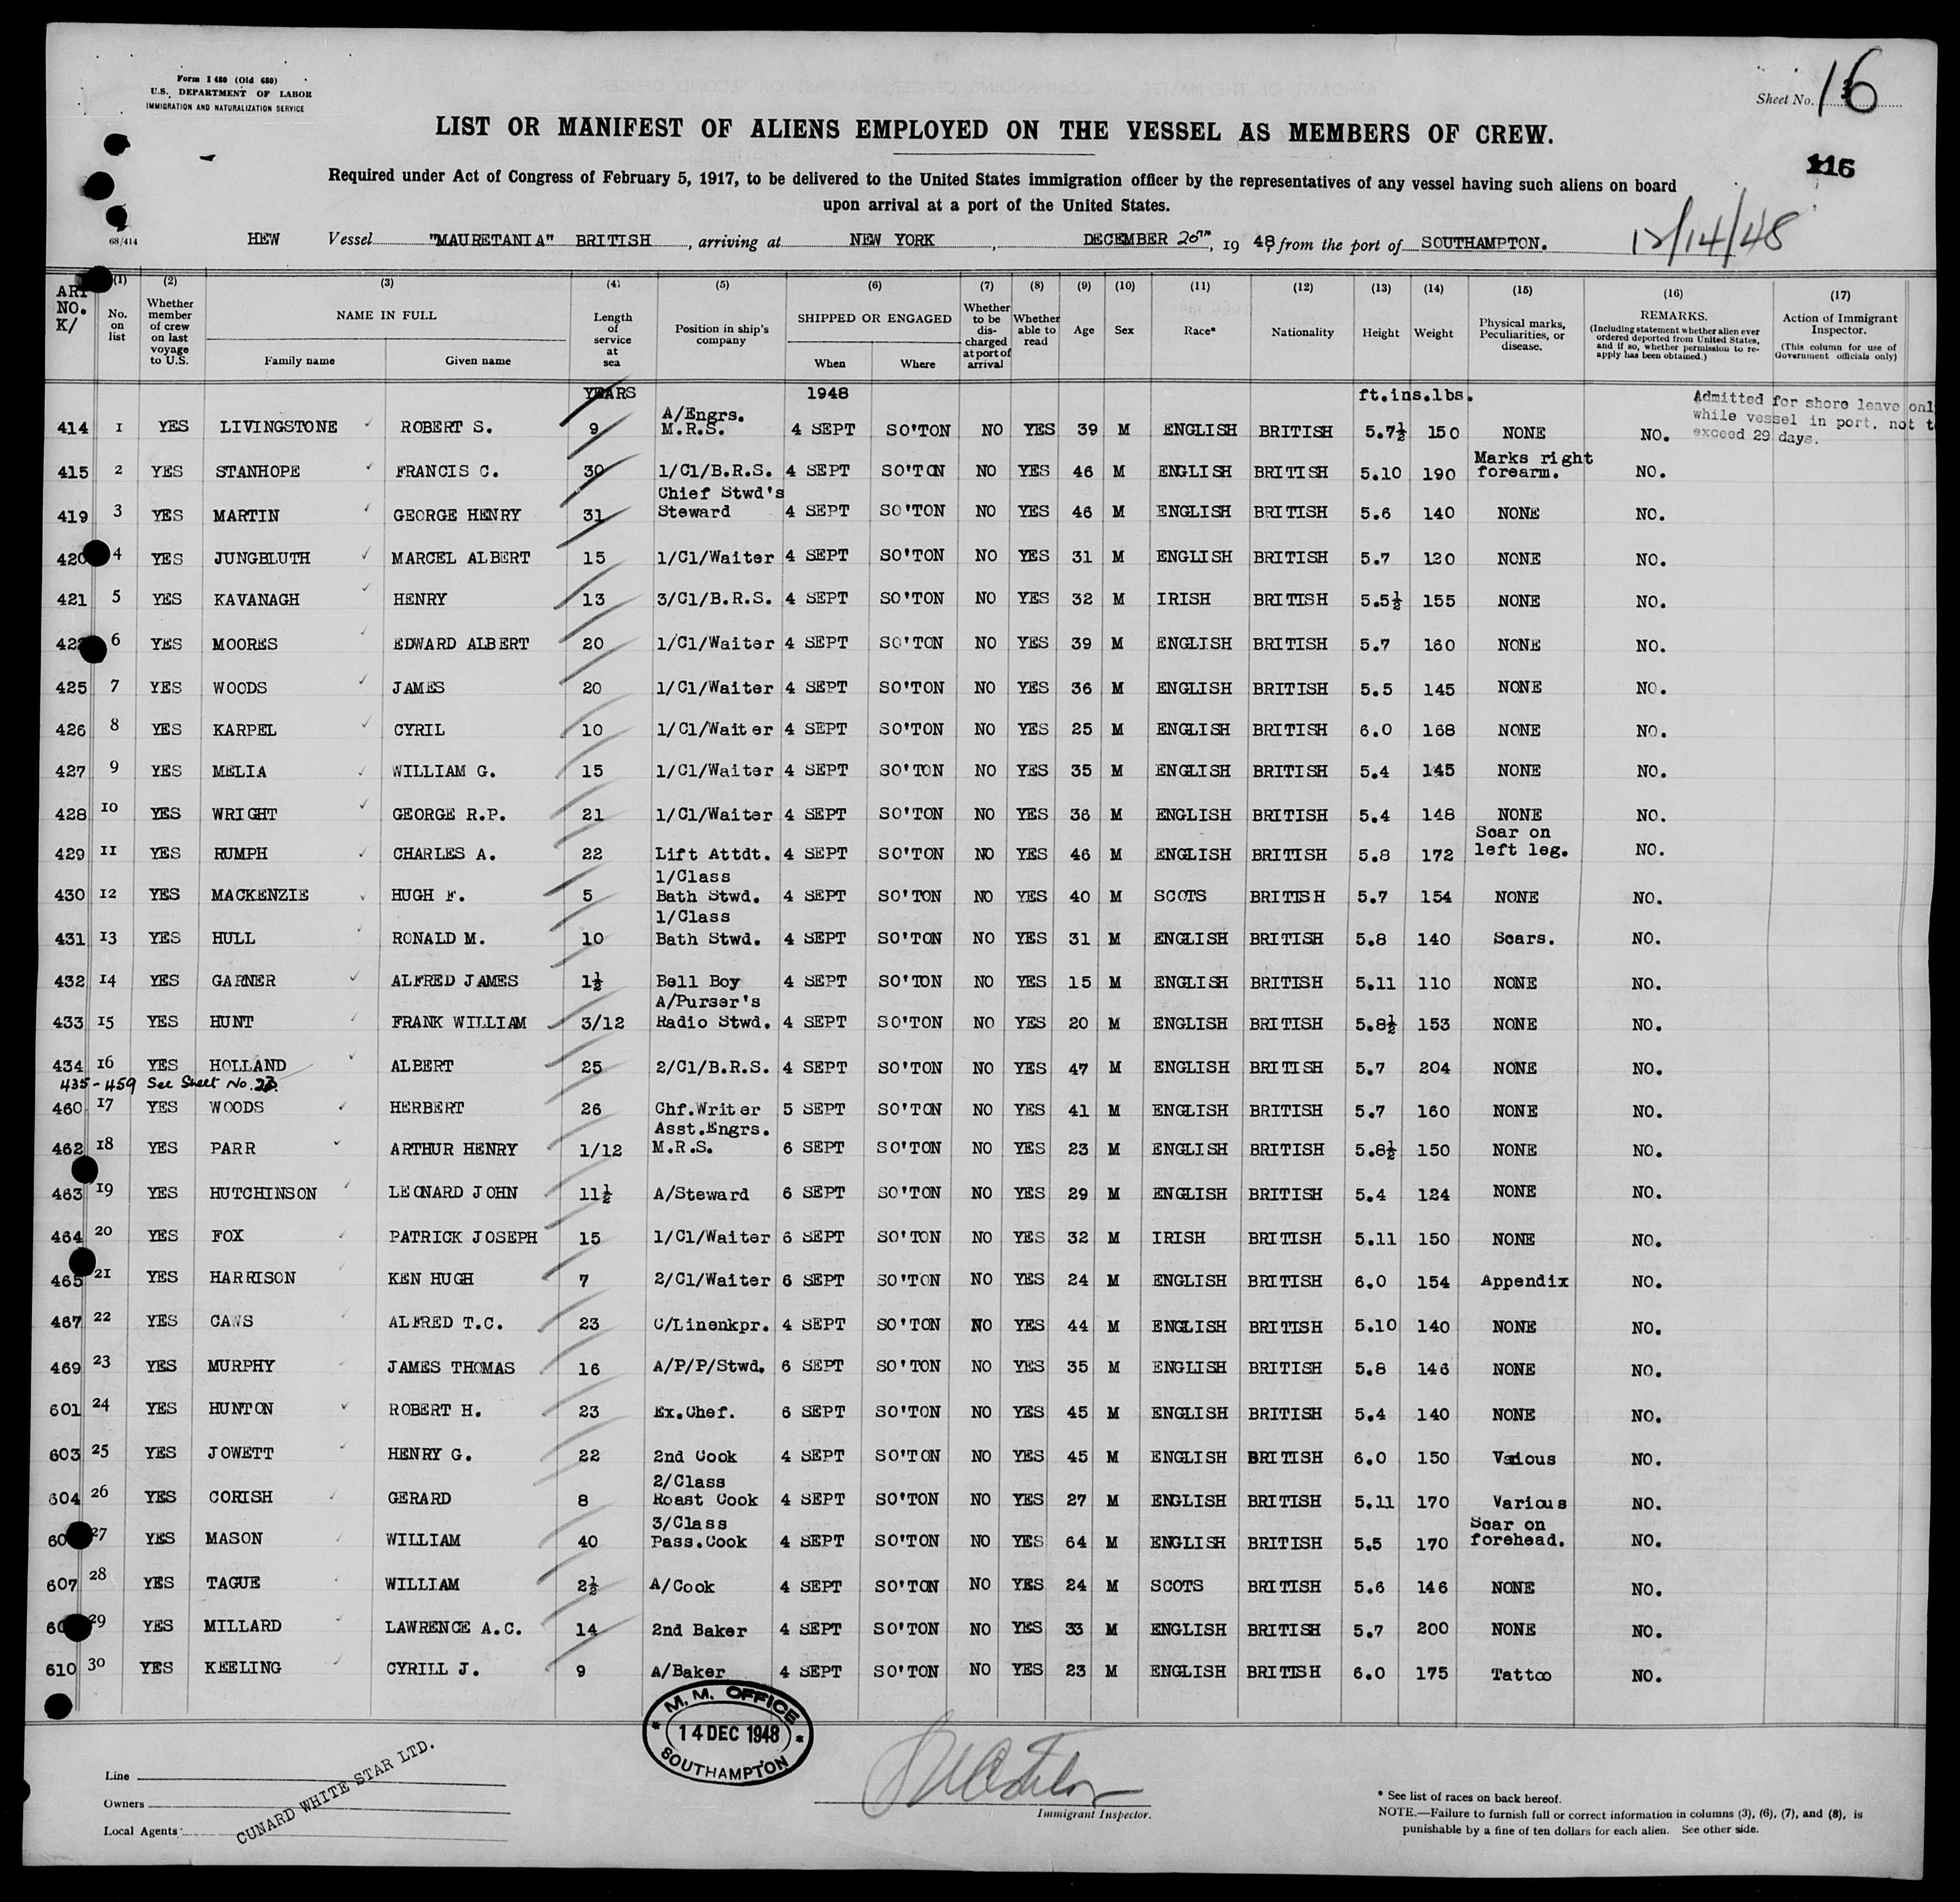 Form I 480 (Old 680)
U.S. DEPARTMENT OF LABOR
IMMIGRATION AND NATURALIZATION SERVICE
Sheet No. 16
LIST OR MANIFEST OF ALIENS EMPLOYED ON THE VESSEL AS MEMBERS OF CREW.
116
Required under Act of Congress of February 5, 1917, to be delivered to the United States immigration officer by the representatives of any vessel having such aliens on board
upon arrival at a port of the United States.
68/414 HEW Vessel "MAURETANIA" BRITISH, arriving at NEW YORK, DECEMBER 20TH, 1948, from the port of SOUTHAMPTON. 12/14/48
ART NO. K/ (1) No. on list (2) Whether member of crew on last voyage to U.S. (3) NAME IN FULL Family name Given name (4) Length of service at sea (5) Position in ship's company (6) SHIPPED OR ENGAGED When Where (7) Whether to be discharged at port of arrival (8) Whether able to read (9) Age (10) Sex (11) Race* (12) Nationality (13) Height (14) Weight (15) Physical marks, Peculiarities, or disease. (16) REMARKS. (Including statement whether alien ever ordered deported from United States, and if so, whether permission to re-apply has been obtained.) (17) Action of Immigrant Inspector. (This column for use of Government officials only)
YEARS 1948 ft.ins.lbs.
Admitted for shore leave onl
while vessel in port, not t
exceed 29 days.
414 1 YES LIVINGSTONE ROBERT S. 9 A/Engrs. M.R.S. 4 SEPT SO'TON NO YES 39 M ENGLISH BRITISH 5.7½ 150 NONE NO.
415 2 YES STANHOPE FRANCIS C. 30 1/Cl/B.R.S. 4 SEPT SO'TON NO YES 46 M ENGLISH BRITISH 5.10 190 Marks right forearm. NO.
419 3 YES MARTIN GEORGE HENRY 31 Chief Stwd's Steward 4 SEPT SO'TON NO YES 46 M ENGLISH BRITISH 5.6 140 NONE NO.
420 4 YES JUNGBLUTH MARCEL ALBERT 15 1/Cl/Waiter 4 SEPT SO'TON NO YES 31 M ENGLISH BRITISH 5.7 120 NONE NO.
421 5 YES KAVANAGH HENRY 13 3/Cl/B.R.S. 4 SEPT SO'TON NO YES 32 M IRISH BRITISH 5.5½ 155 NONE NO.
6 YES MOORES EDWARD ALBERT 20 1/Cl/Waiter 4 SEPT SO'TON NO YES 39 M ENGLISH BRITISH 5.7 160 NONE NO.
425 7 YES WOODS JAMES 20 1/Cl/Waiter 4 SEPT SO'TON NO YES 36 M ENGLISH BRITISH 5.5 145 NONE NO.
426 8 YES KARPEL CYRIL 10 1/Cl/Waiter 4 SEPT SO'TON NO YES 25 M ENGLISH BRITISH 6.0 168 NONE NO.
427 9 YES MELIA WILLIAM G. 15 1/Cl/Waiter 4 SEPT SO'TON NO YES 35 M ENGLISH BRITISH 5.4 145 NONE NO.
428 10 YES WRIGHT GEORGE R.P. 21 1/Cl/Waiter 4 SEPT SO'TON NO YES 36 M ENGLISH BRITISH 5.4 148 NONE NO.
429 11 YES RUMPH CHARLES A. 22 Lift Attdt. 4 SEPT SO'TON NO YES 46 M ENGLISH BRITISH 5.8 172 Scar on left leg. NO.
430 12 YES MACKENZIE HUGH F. 5 1/Class Bath Stwd. 4 SEPT SO'TON NO YES 40 M SCOTS BRITISH 5.7 154 NONE NO.
431 13 YES HULL RONALD M. 10 1/Class Bath Stwd. 4 SEPT SO'TON NO YES 31 M ENGLISH BRITISH 5.8 140 Scars. NO.
432 14 YES GARNER ALFRED JAMES 1½ Bell Boy 4 SEPT SO'TON NO YES 15 M ENGLISH BRITISH 5.11 110 NONE NO.
433 15 YES HUNT FRANK WILLIAM 3/12 A/Purser's Radio Stwd. 4 SEPT SO'TON NO YES 20 M ENGLISH BRITISH 5.8½ 153 NONE NO.
434 16 YES HOLLAND ALBERT 25 2/Cl/B.R.S. 4 SEPT SO'TON NO YES 47 M ENGLISH BRITISH 5.7 204 NONE NO.
435-459 See Sheet No. 23.
460 17 YES WOODS HERBERT 26 Chf.Writer 5 SEPT SO'TON NO YES 41 M ENGLISH BRITISH 5.7 160 NONE NO.
462 18 YES PARR ARTHUR HENRY 1/12 Asst.Engrs. M.R.S. 6 SEPT SO'TON NO YES 23 M ENGLISH BRITISH 5.8½ 150 NONE NO.
463 19 YES HUTCHINSON LEONARD JOHN 11½ A/Steward 6 SEPT SO'TON NO YES 29 M ENGLISH BRITISH 5.4 124 NONE NO.
464 20 YES FOX PATRICK JOSEPH 15 1/Cl/Waiter 6 SEPT SO'TON NO YES 32 M IRISH BRITISH 5.11 150 NONE NO.
465 21 YES HARRISON KEN HUGH 7 2/Cl/Waiter 6 SEPT SO'TON NO YES 24 M ENGLISH BRITISH 6.0 154 Appendix NO.
467 22 YES CAWS ALFRED T.C. 23 C/Linenkpr. 4 SEPT SO'TON NO YES 44 M ENGLISH BRITISH 5.10 140 NONE NO.
469 23 YES MURPHY JAMES THOMAS 16 A/P/P/Stwd. 6 SEPT SO'TON NO YES 35 M ENGLISH BRITISH 5.8 146 NONE NO.
601 24 YES HUNTON ROBERT H. 23 Ex.Chef. 6 SEPT SO'TON NO YES 45 M ENGLISH BRITISH 5.4 140 NONE NO.
603 25 YES JOWETT HENRY G. 22 2nd Cook 4 SEPT SO'TON NO YES 45 M ENGLISH BRITISH 6.0 150 Various NO.
604 26 YES CORISH GERARD 8 2/Class Roast Cook 4 SEPT SO'TON NO YES 27 M ENGLISH BRITISH 5.11 170 Various NO.
27 YES MASON WILLIAM 40 3/Class Pass.Cook 4 SEPT SO'TON NO YES 64 M ENGLISH BRITISH 5.5 170 Scar on forehead. NO.
607 28 YES TAGUE WILLIAM 2½ A/Cook 4 SEPT SO'TON NO YES 24 M SCOTS BRITISH 5.6 146 NONE NO.
29 YES MILLARD LAWRENCE A.C. 14 2nd Baker 4 SEPT SO'TON NO YES 33 M ENGLISH BRITISH 5.7 200 NONE NO.
610 30 YES KEELING CYRILL J. 9 A/Baker 4 SEPT SO'TON NO YES 23 M ENGLISH BRITISH 6.0 175 Tattoo NO.
M.M. OFFICE
14 DEC 1948
SOUTHAMPTON
Line
Owners
Local Agents
CUNARD WHITE STAR LTD.
Immigrant Inspector.
* See list of races on back hereof.
NOTE.—Failure to furnish full or correct information in columns (3), (6), (7), and (8), is
punishable by a fine of ten dollars for each alien. See other side.